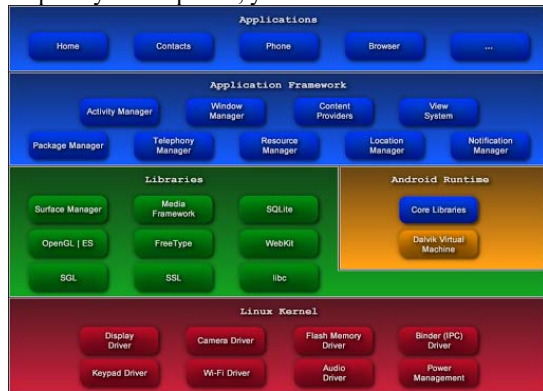 Applications
Home Contacts Phone Browser ...
Application Framework
Activity Manager Window Manager Content Providers View System
Package Manager Telephony Manager Resource Manager Location Manager Notification Manager
Libraries
Surface Manager Media Framework SQLite
OpenGL | ES FreeType WebKit
SGL SSL libc
Android Runtime
Core Libraries
Dalvik Virtual Machine
Linux Kernel
Display Driver Camera Driver Flash Memory Driver Binder (IPC) Driver
Keypad Driver Wi-Fi Driver Audio Driver Power Management